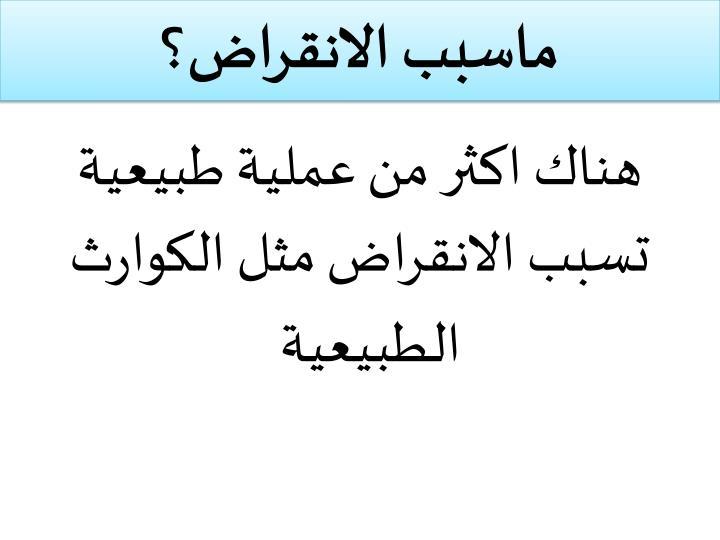 ماسبب الانقراض؟
هناك اكثر من عملية طبيعية
تسبب الانقراض مثل الكوارث
الطبيعية